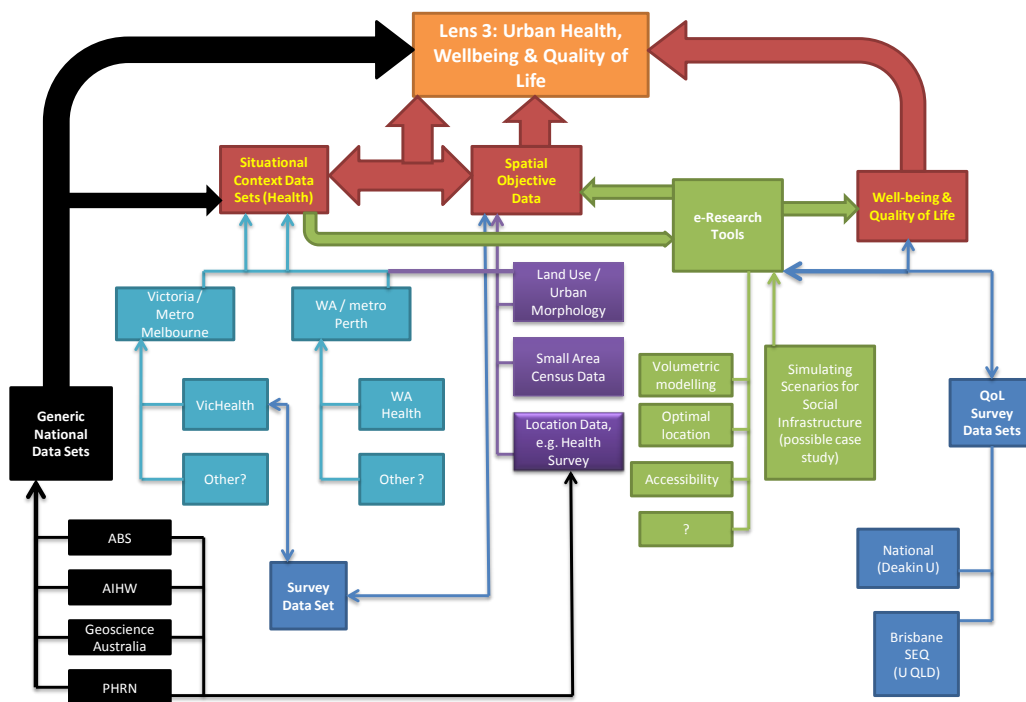 Lens 3: Urban Health,
Wellbeing & Quality of
Life
Situational
Context Data
Sets (Health)
Spatial
Objective
Data
e-Research
Tools
Well-being &
Quality of Life
Victoria /
Metro
Melbourne
WA / metro
Perth
Land Use /
Urban
Morphology
Small Area
Census Data
Location Data,
e.g. Health
Survey
VicHealth
Other?
WA
Health
Other ?
Volumetric
modelling
Optimal
location
Accessibility
?
Simulating
Scenarios for
Social
Infrastructure
(possible case
study)
QoL
Survey
Data Sets
Generic
National
Data Sets
ABS
AIHW
Geoscience
Australia
PHRN
Survey
Data Set
National
(Deakin U)
Brisbane
SEQ
(U QLD)